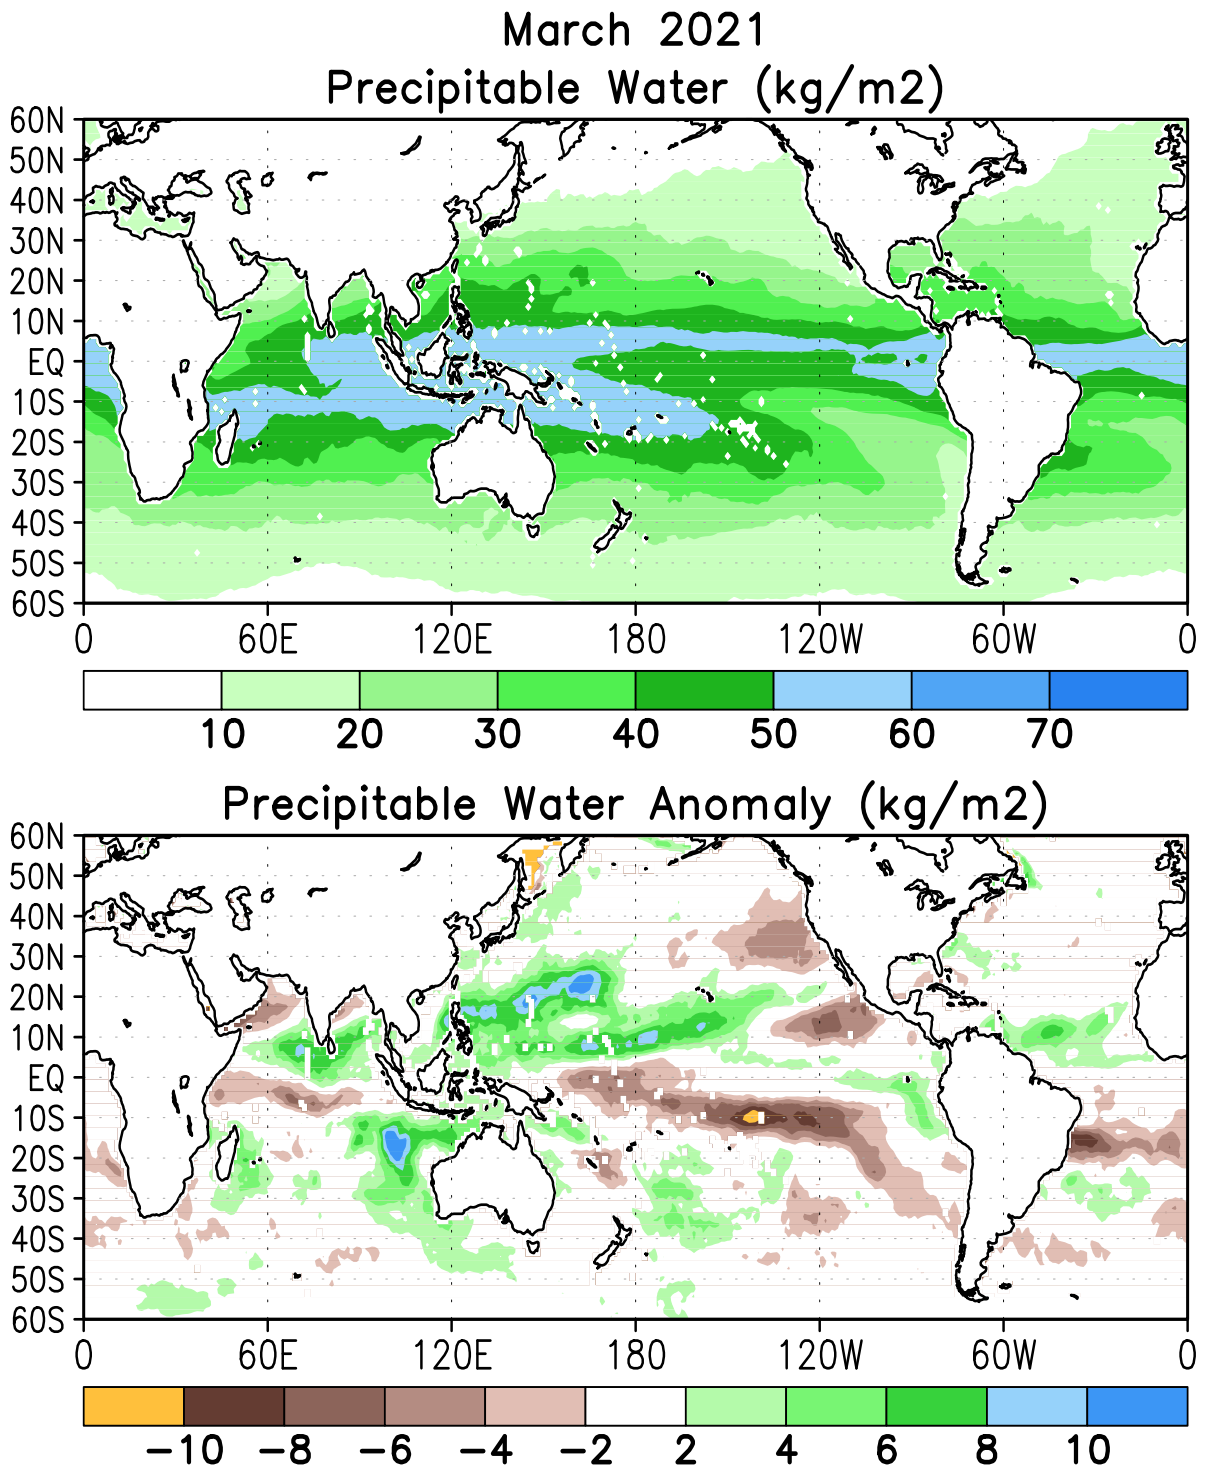 March 2021
Precipitable Water (kg/m2)
60N
50N
40N
30N
20N
10N
EQ
10S
20S
30S
40S
50S
60S
0 60E 120E 180 120W 60W 0
10 20 30 40 50 60 70
Precipitable Water Anomaly (kg/m2)
60N
50N
40N
30N
20N
10N
EQ
10S
20S
30S
40S
50S
60S
0 60E 120E 180 120W 60W 0
−10 −8 −6 −4 −2 2 4 6 8 10